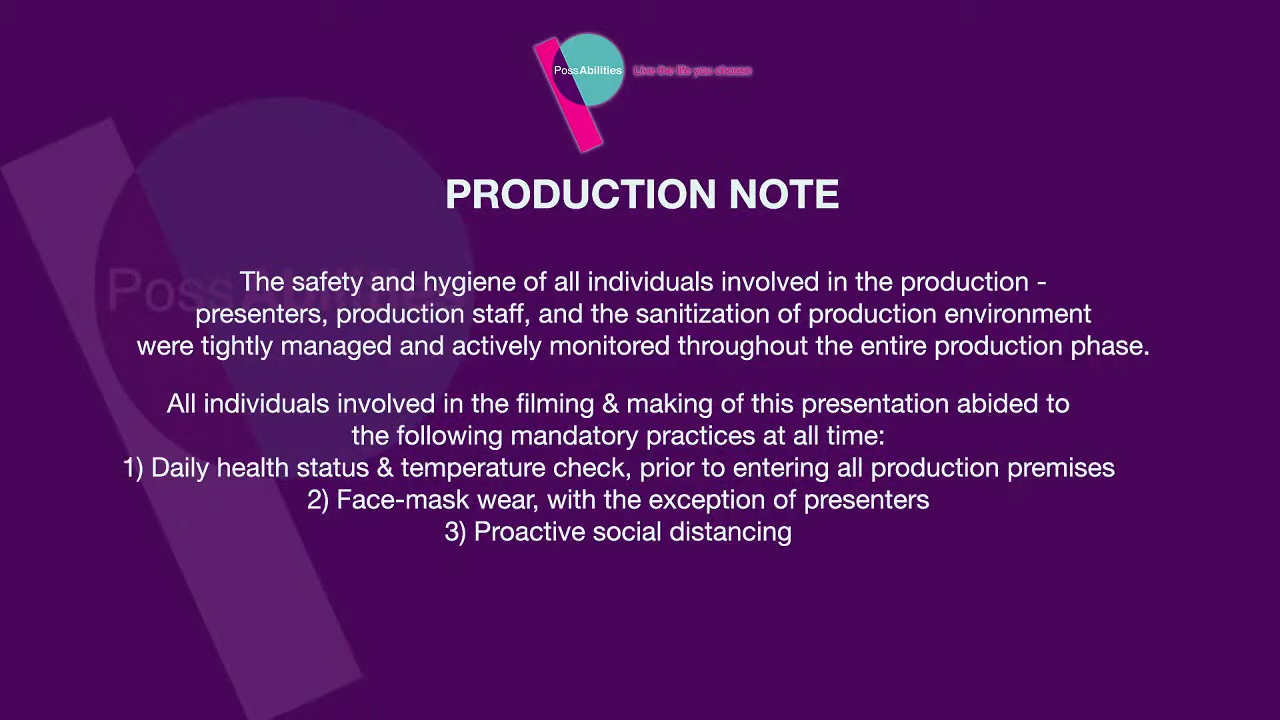 PossAbilities Live the life you choose
PRODUCTION NOTE
The safety and hygiene of all individuals involved in the production -
presenters, production staff, and the sanitization of production environment
were tightly managed and actively monitored throughout the entire production phase.
All individuals involved in the filming & making of this presentation abided to
the following mandatory practices at all time:
1) Daily health status & temperature check, prior to entering all production premises
2) Face-mask wear, with the exception of presenters
3) Proactive social distancing
PossAbilities